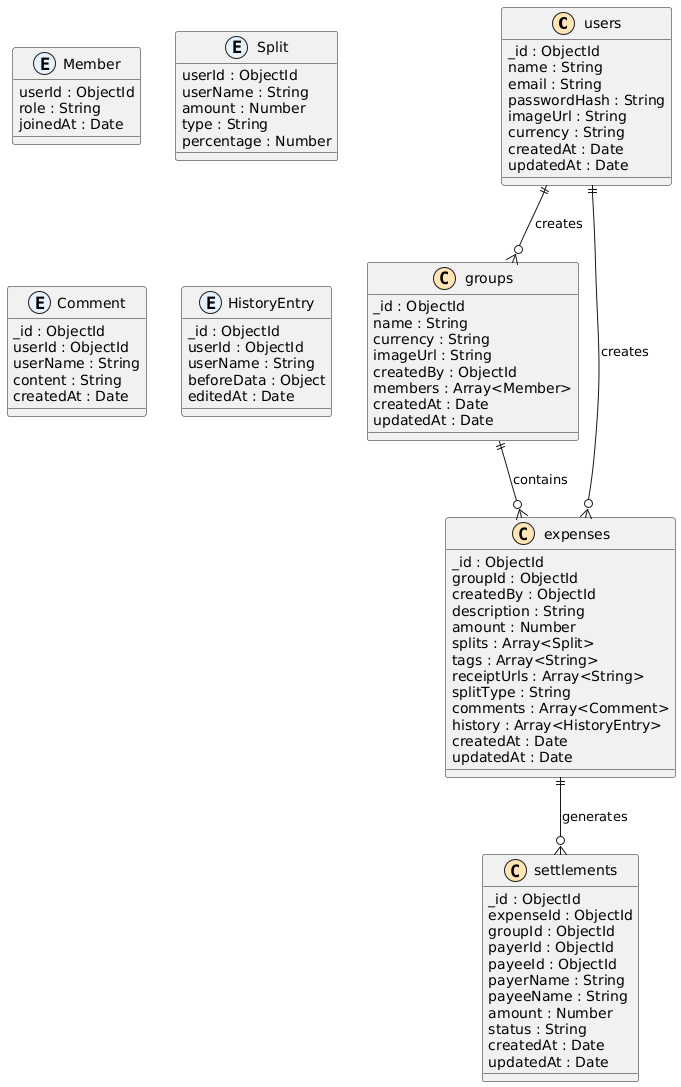 E Member
userId : ObjectId
role : String
joinedAt : Date
E Split
userId : ObjectId
userName : String
amount : Number
type : String
percentage : Number
C users
_id : ObjectId
name : String
email : String
passwordHash : String
imageUrl : String
currency : String
createdAt : Date
updatedAt : Date
creates
creates
E Comment
_id : ObjectId
userId : ObjectId
userName : String
content : String
createdAt : Date
E HistoryEntry
_id : ObjectId
userId : ObjectId
userName : String
beforeData : Object
editedAt : Date
C groups
_id : ObjectId
name : String
currency : String
imageUrl : String
createdBy : ObjectId
members : Array<Member>
createdAt : Date
updatedAt : Date
contains
C expenses
_id : ObjectId
groupId : ObjectId
createdBy : ObjectId
description : String
amount : Number
splits : Array<Split>
tags : Array<String>
receiptUrls : Array<String>
splitType : String
comments : Array<Comment>
history : Array<HistoryEntry>
createdAt : Date
updatedAt : Date
generates
C settlements
_id : ObjectId
expenseId : ObjectId
groupId : ObjectId
payerId : ObjectId
payeeId : ObjectId
payerName : String
payeeName : String
amount : Number
status : String
createdAt : Date
updatedAt : Date